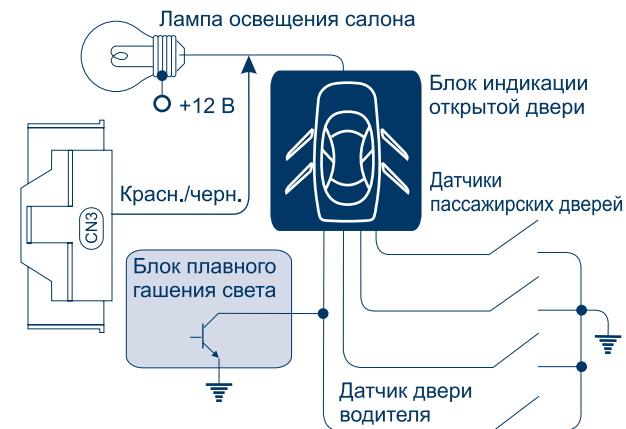 Лампа освещения салона
+12 В
Блок индикации
открытой двери
Красн./черн.
CN3
Датчики
пассажирских дверей
Блок плавного
гашения света
Датчик двери
водителя